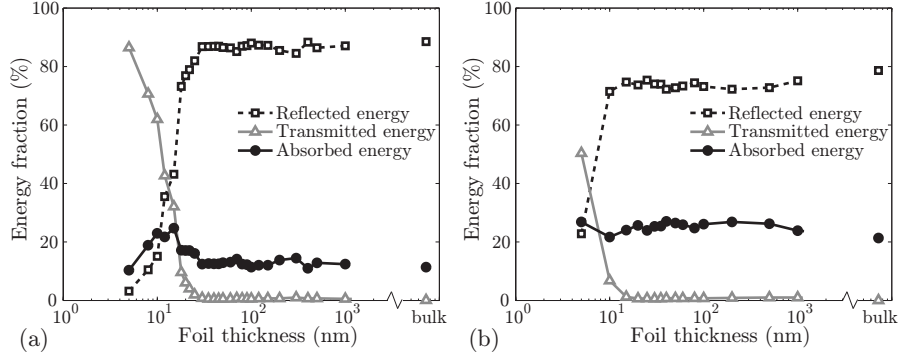 100
80
60
40
20
0
Energy fraction (%)
Reflected energy
Transmitted energy
Absorbed energy
10^0
10^1
10^2
10^3
bulk
Foil thickness (nm)
(a)
100
80
60
40
20
0
Energy fraction (%)
Reflected energy
Transmitted energy
Absorbed energy
10^0
10^1
10^2
10^3
bulk
Foil thickness (nm)
(b)